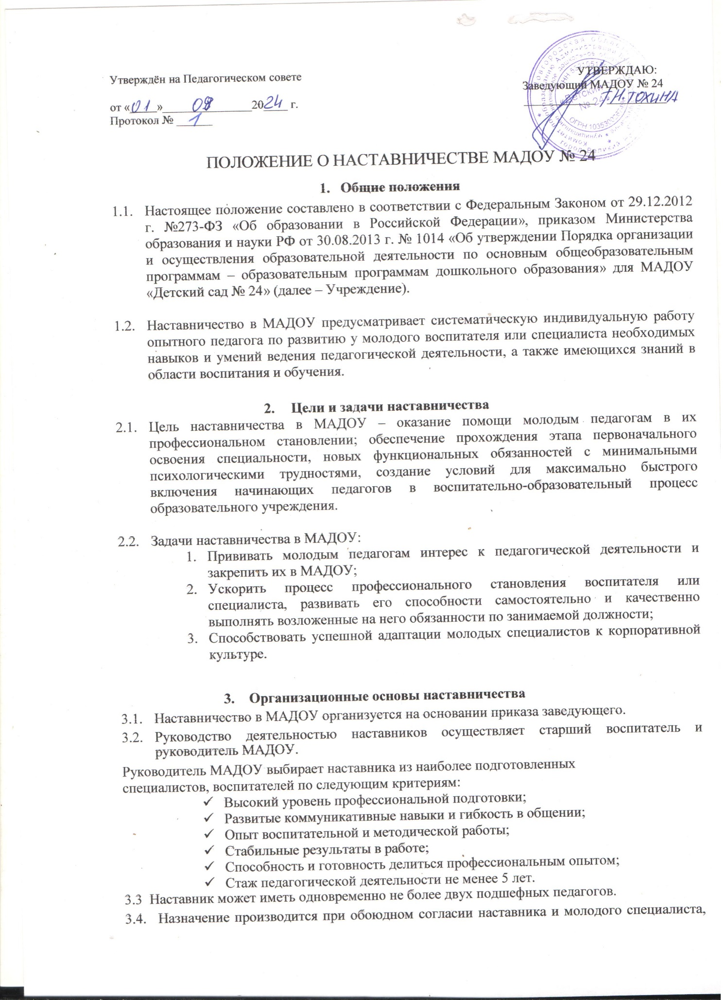 Утверждён на Педагогическом совете
от «01» 2024 г.
Протокол № 1
УТВЕРЖДАЮ:
Заведующий МАДОУ № 24
Т.Н. ТОХИНА
«Детский
№ 24»
ПОЛОЖЕНИЕ О НАСТАВНИЧЕСТВЕ МАДОУ № 24
1. Общие положения
1.1. Настоящее положение составлено в соответствии с Федеральным Законом от 29.12.2012
г. №273-ФЗ «Об образовании в Российской Федерации», приказом Министерства
образования и науки РФ от 30.08.2013 г. № 1014 «Об утверждении Порядка организации
и осуществления образовательной деятельности по основным общеобразовательным
программам – образовательным программам дошкольного образования» для МАДОУ
«Детский сад № 24» (далее – Учреждение).
1.2. Наставничество в МАДОУ предусматривает систематическую индивидуальную работу
опытного педагога по развитию у молодого воспитателя или специалиста необходимых
навыков и умений ведения педагогической деятельности, а также имеющихся знаний в
области воспитания и обучения.
2. Цели и задачи наставничества
2.1. Цель наставничества в МАДОУ – оказание помощи молодым педагогам в их
профессиональном становлении; обеспечение прохождения этапа первоначального
освоения специальности, новых функциональных обязанностей с минимальными
психологическими трудностями, создание условий для максимально быстрого
включения начинающих педагогов в воспитательно-образовательный процесс
образовательного учреждения.
2.2. Задачи наставничества в МАДОУ:
1. Прививать молодым педагогам интерес к педагогической деятельности и
закрепить их в МАДОУ;
2. Ускорить процесс профессионального становления воспитателя или
специалиста, развивать его способности самостоятельно и качественно
выполнять возложенные на него обязанности по занимаемой должности;
3. Способствовать успешной адаптации молодых специалистов к корпоративной
культуре.
3. Организационные основы наставничества
3.1. Наставничество в МАДОУ организуется на основании приказа заведующего.
3.2. Руководство деятельностью наставников осуществляет старший воспитатель и
руководитель МАДОУ.
Руководитель МАДОУ выбирает наставника из наиболее подготовленных
специалистов, воспитателей по следующим критериям:
✓ Высокий уровень профессиональной подготовки;
✓ Развитые коммуникативные навыки и гибкость в общении;
✓ Опыт воспитательной и методической работы;
✓ Стабильные результаты в работе;
✓ Способность и готовность делиться профессиональным опытом;
✓ Стаж педагогической деятельности не менее 5 лет.
3.3 Наставник может иметь одновременно не более двух подшефных педагогов.
3.4. Назначение производится при обоюдном согласии наставника и молодого специалиста,